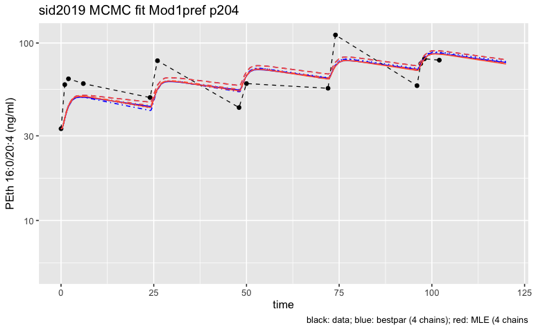 sid2019 MCMC fit Mod1pref p204
PEth 16:0/20:4 (ng/ml)
100
30
10
0
25
50
75
100
125
time
black: data; blue: bestpar (4 chains); red: MLE (4 chains